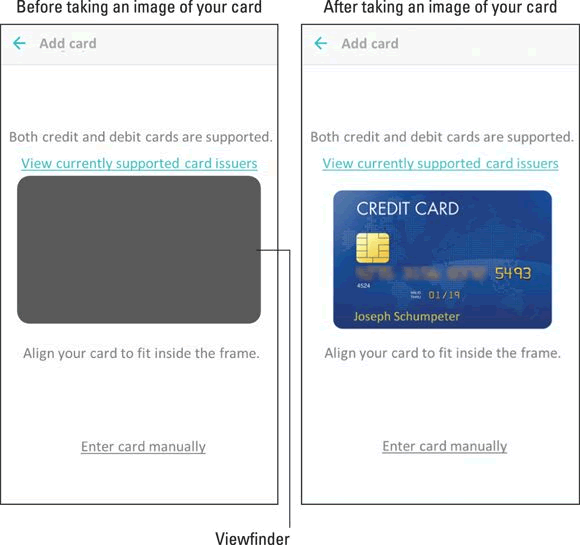 Before taking an image of your card
Add card
Both credit and debit cards are supported.
View currently supported card issuers
Align your card to fit inside the frame.
Enter card manually
Viewfinder
After taking an image of your card
Add card
Both credit and debit cards are supported.
View currently supported card issuers
CREDIT CARD
5493
4524
VALID
THRU 01/19
Joseph Schumpeter
Align your card to fit inside the frame.
Enter card manually